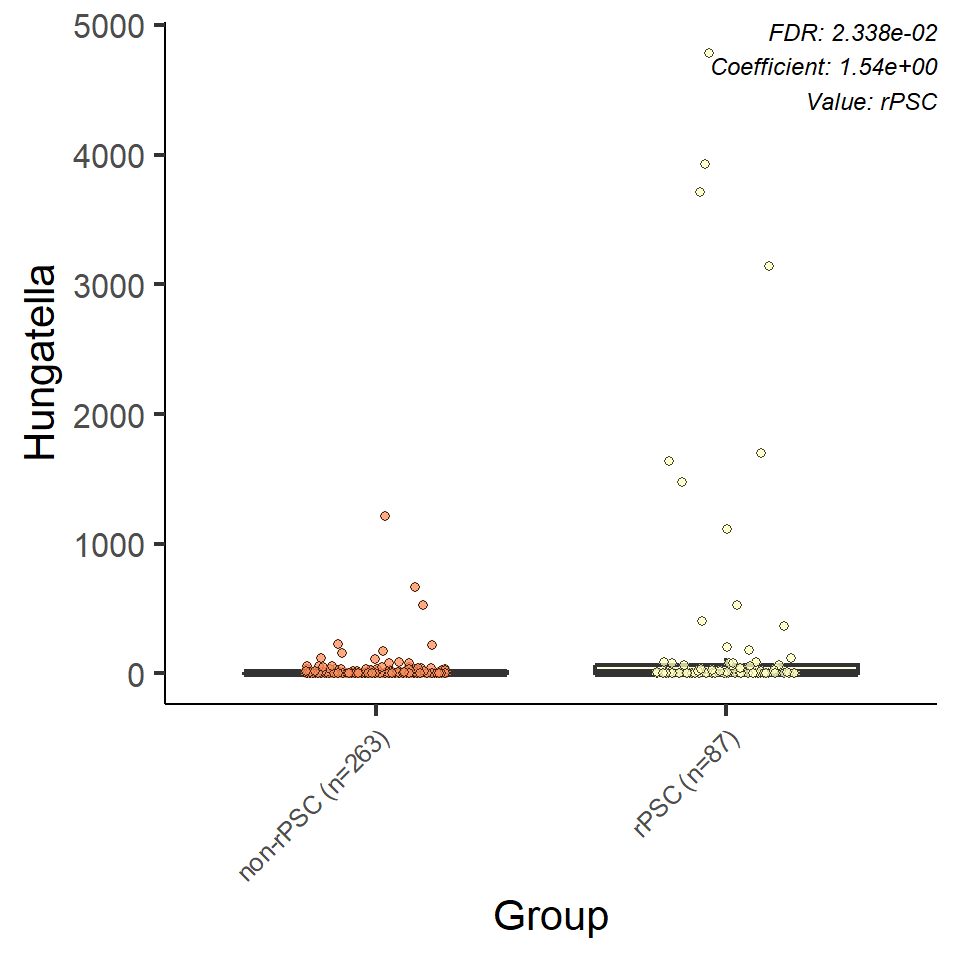 FDR: 2.338e-02
Coefficient: 1.54e+00
Value: rPSC
5000
4000
3000
2000
1000
0
Hungatella
non-rPSC (n=263)
rPSC (n=87)
Group